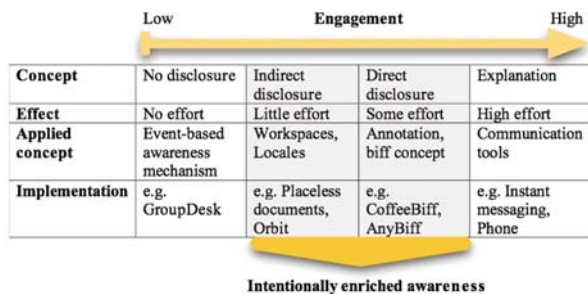 Low Engagement High
Concept No disclosure Indirect disclosure Direct disclosure Explanation
Effect No effort Little effort Some effort High effort
Applied concept Event-based awareness mechanism Workspaces, Locales Annotation, biff concept Communication tools
Implementation e.g. GroupDesk e.g. Placeless documents, Orbit e.g. CoffeeBiff, AnyBiff e.g. Instant messaging, Phone
Intentionally enriched awareness